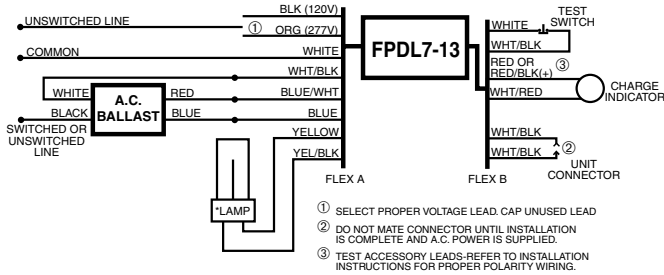 UNSWITCHED LINE
BLK (120V)
① ORG (277V)
COMMON
WHITE
WHT/BLK
WHITE
A.C.
BALLAST
RED
BLUE/WHT
BLACK
BLUE
BLUE
SWITCHED OR
UNSWITCHED
LINE
YELLOW
YEL/BLK
*LAMP
FLEX A
FPDL7-13
WHITE
TEST
SWITCH
WHT/BLK
RED OR
RED/BLK(+) ③
WHT/RED
CHARGE
INDICATOR
WHT/BLK
②
WHT/BLK
UNIT
CONNECTOR
FLEX B
① SELECT PROPER VOLTAGE LEAD. CAP UNUSED LEAD
② DO NOT MATE CONNECTOR UNTIL INSTALLATION
IS COMPLETE AND A.C. POWER IS SUPPLIED.
③ TEST ACCESSORY LEADS-REFER TO INSTALLATION
INSTRUCTIONS FOR PROPER POLARITY WIRING.